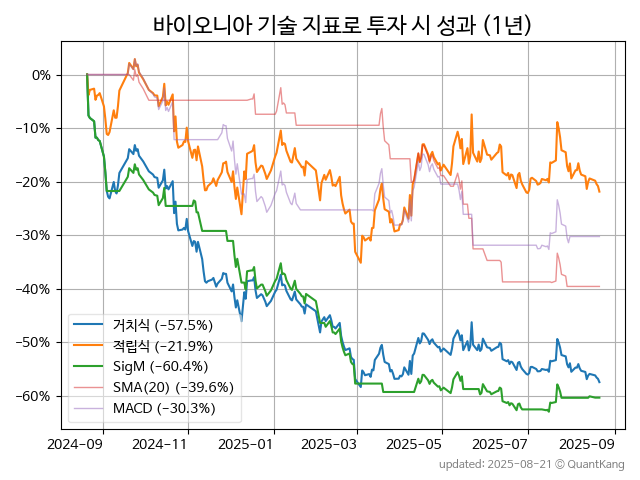 바이오니아 기술 지표로 투자 시 성과 (1년)
0%
−10%
−20%
−30%
−40%
−50%
−60%
거치식 (−57.5%)
적립식 (−21.9%)
SigM (−60.4%)
SMA(20) (−39.6%)
MACD (−30.3%)
2024-09 2024-11 2025-01 2025-03 2025-05 2025-07 2025-09
updated: 2025-08-21 © QuantKang